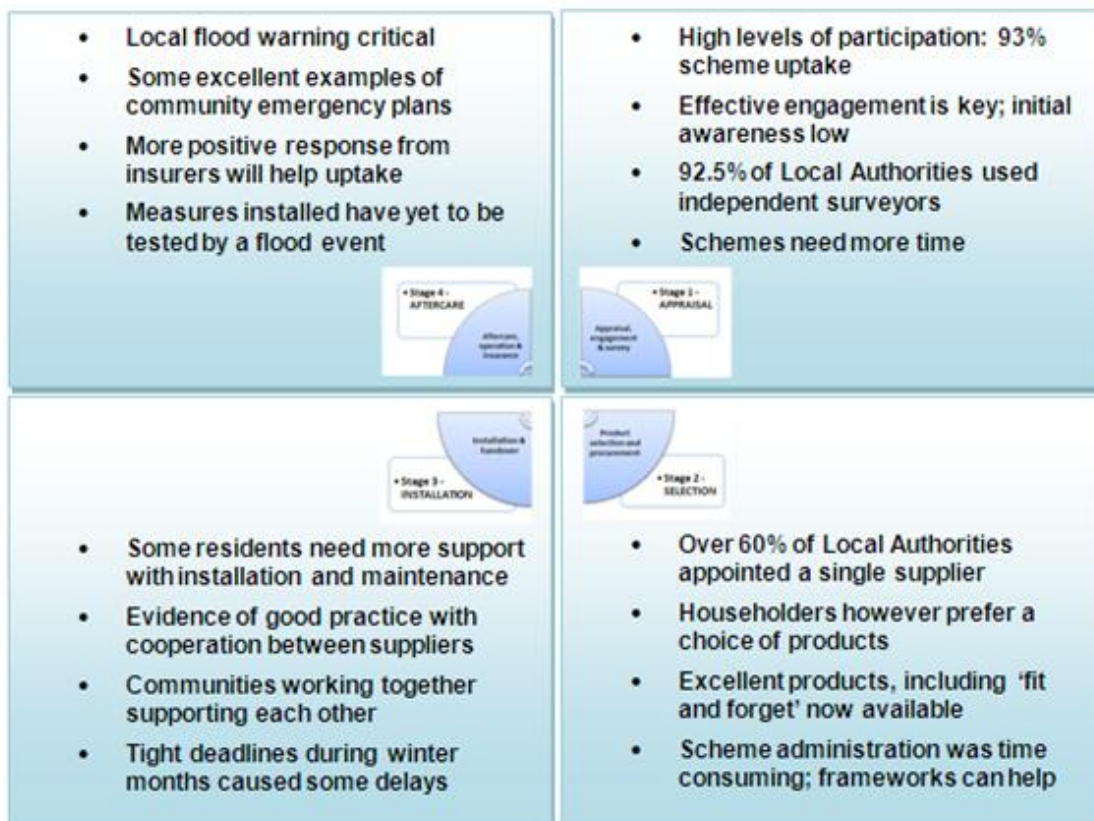 • Local flood warning critical
• Some excellent examples of
community emergency plans
• More positive response from
insurers will help uptake
• Measures installed have yet to be
tested by a flood event
• Stage 4 -
AFTERCARE
Aftercare,
operation &
insurance
• High levels of participation: 93%
scheme uptake
• Effective engagement is key; initial
awareness low
• 92.5% of Local Authorities used
independent surveyors
• Schemes need more time
• Stage 1 -
APPRAISAL
Appraisal,
engagement
& survey
Installation &
handover
• Stage 3 -
INSTALLATION
• Some residents need more support
with installation and maintenance
• Evidence of good practice with
cooperation between suppliers
• Communities working together
supporting each other
• Tight deadlines during winter
months caused some delays
Product
selection and
procurement
• Stage 2 -
SELECTION
• Over 60% of Local Authorities
appointed a single supplier
• Householders however prefer a
choice of products
• Excellent products, including ‘fit
and forget’ now available
• Scheme administration was time
consuming; frameworks can help